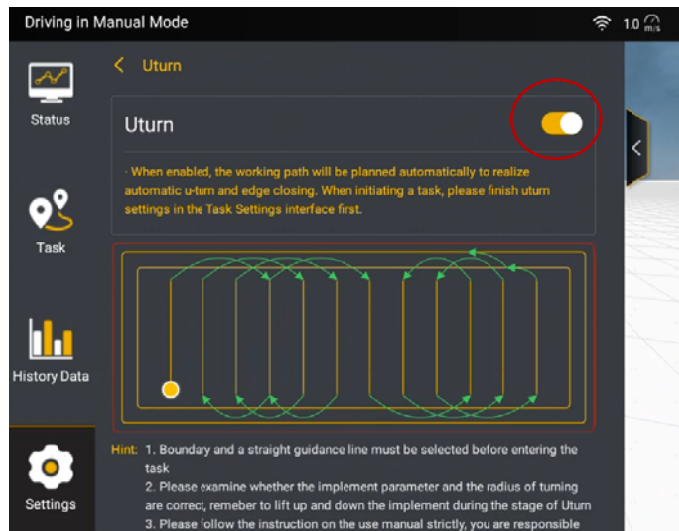 Driving in Manual Mode
1.0 m/s
Uturn
Status
Uturn
· When enabled, the working path will be planned automatically to realize
automatic u-turn and edge closing. When initiating a task, please finish uturn
settings in the Task Settings interface first.
Task
History Data
Hint: 1. Boundary and a straight guidance line must be selected before entering the
task
2. Please examine whether the implement parameter and the radius of turning
are correct, remeber to lift up and down the implement during the stage of Uturn
Settings
3. Please follow the instruction on the use manual strictly, you are responsible